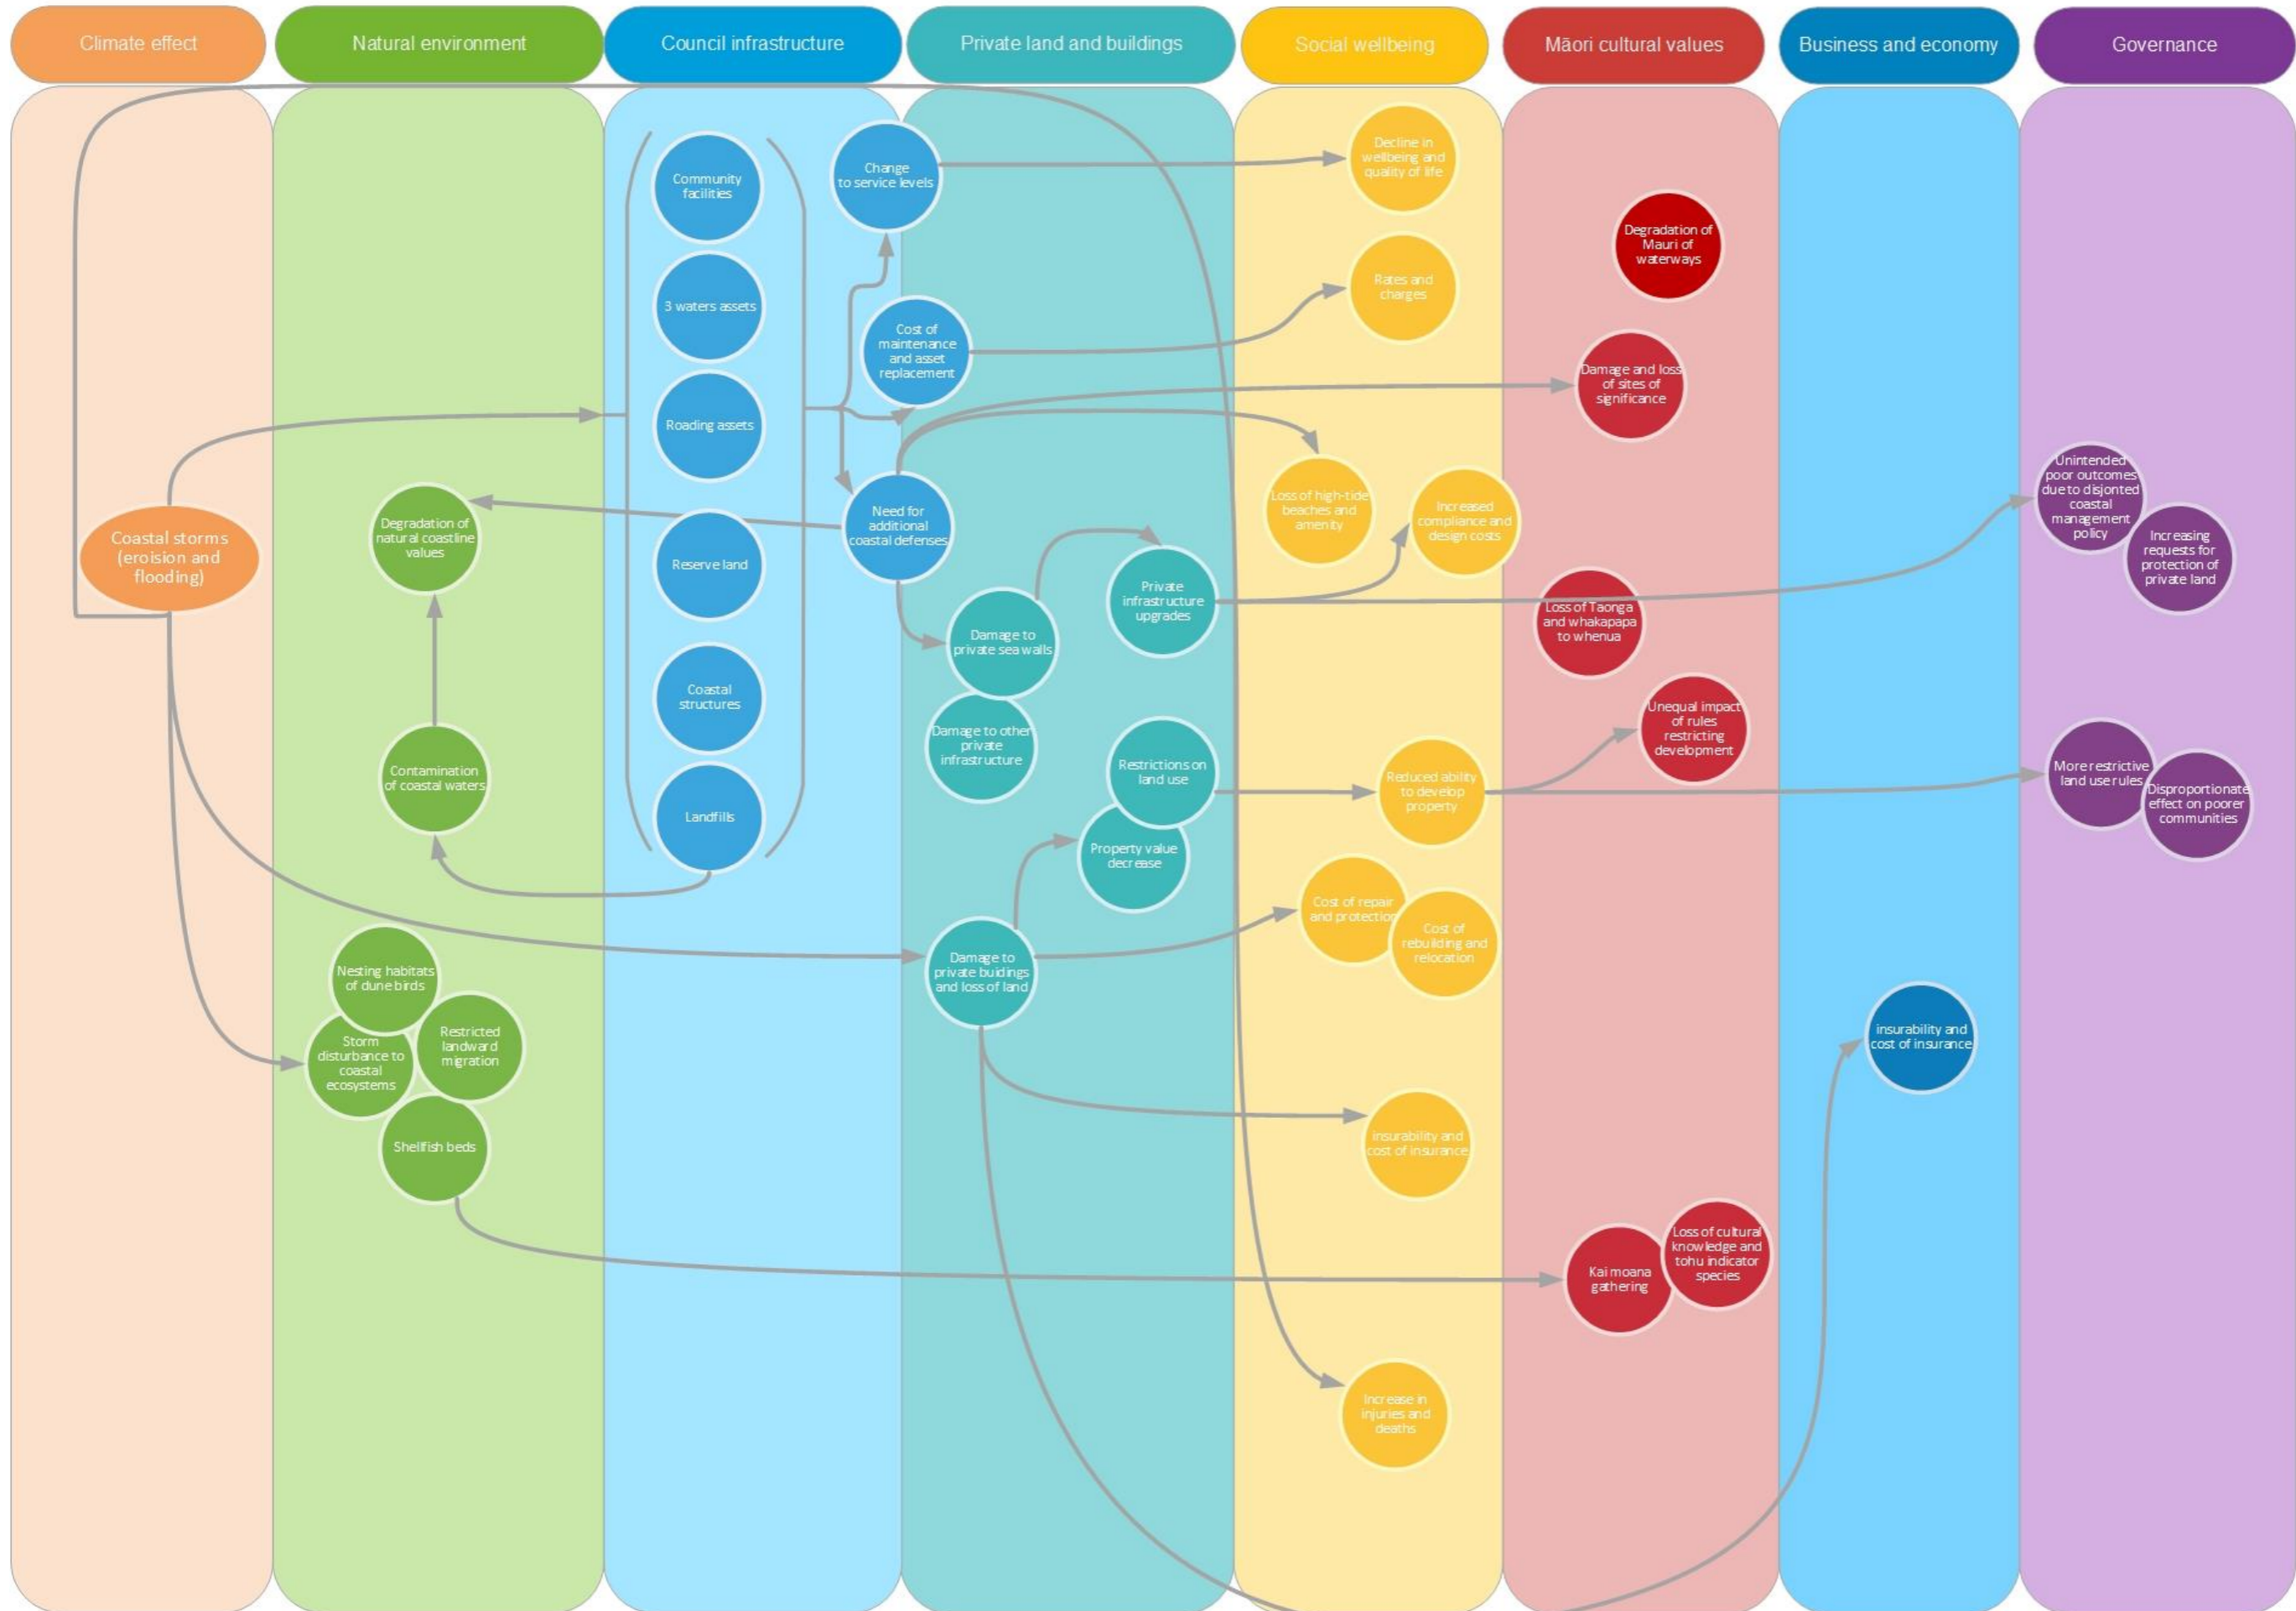 Climate effect
Natural environment
Council infrastructure
Private land and buildings
Social wellbeing
Māori cultural values
Business and economy
Governance
Coastal storms
(eroision and
flooding)
Degradation of
natural coastline
values
Contamination
of coastal waters
Nesting habitats
of dune birds
Restricted
landward
migration
Storm
disturbance to
coastal
ecosystems
Shellfish beds
Community
facilities
3 waters assets
Roading assets
Reserve land
Coastal
structures
Landfills
Change
to service levels
Cost of
maintenance
and asset
replacement
Need for
additional
coastal defenses
Damage to
private sea walls
Damage to other
private
infrastructure
Private
infrastructure
upgrades
Restrictions on
land use
Property value
decrease
Damage to
private buidings
and loss of land
Decline in
wellbeing and
quality of life
Rates and
charges
Loss of high-tide
beaches and
amenity
Increased
compliance and
design costs
Reduced ability
to develop
property
Cost of repair
and protection
Cost of
rebuilding and
relocation
insurability and
cost of insurance
Increase in
injuries and
deaths
Degradation of
Mauri of
waterways
Damage and loss
of sites of
significance
Loss of Taonga
and whakapapa
to whenua
Unequal impact
of rules
restricting
development
Kai moana
gathering
Loss of cultural
knowledge and
tohu indicator
species
insurability and
cost of insurance
Unintended
poor outcomes
due to disjonted
coastal
management
policy
Increasing
requests for
protection of
private land
More restrictive
land use rules
Disproportionate
effect on poorer
communities